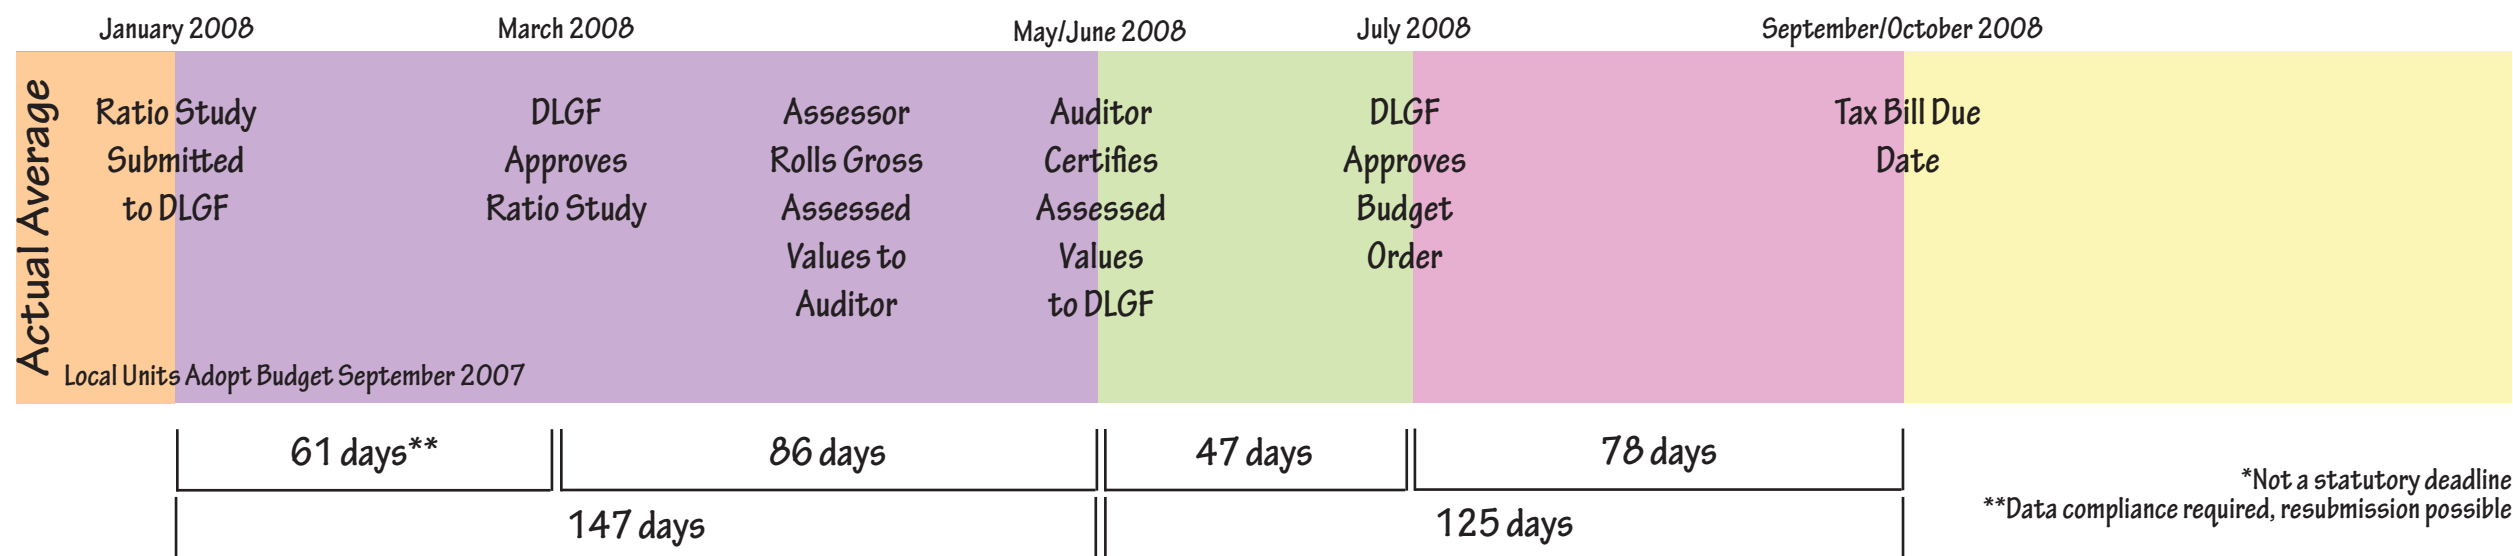 January 2008
March 2008
May/June 2008
July 2008
September/October 2008
Actual Average
Ratio Study
Submitted
to DLGF
DLGF
Approves
Ratio Study
Assessor
Rolls Gross
Assessed
Values to
Auditor
Auditor
Certifies
Assessed
Values
to DLGF
DLGF
Approves
Budget
Order
Tax Bill Due
Date
Local Units Adopt Budget September 2007
61 days**
86 days
47 days
78 days
147 days
125 days
*Not a statutory deadline
**Data compliance required, resubmission possible